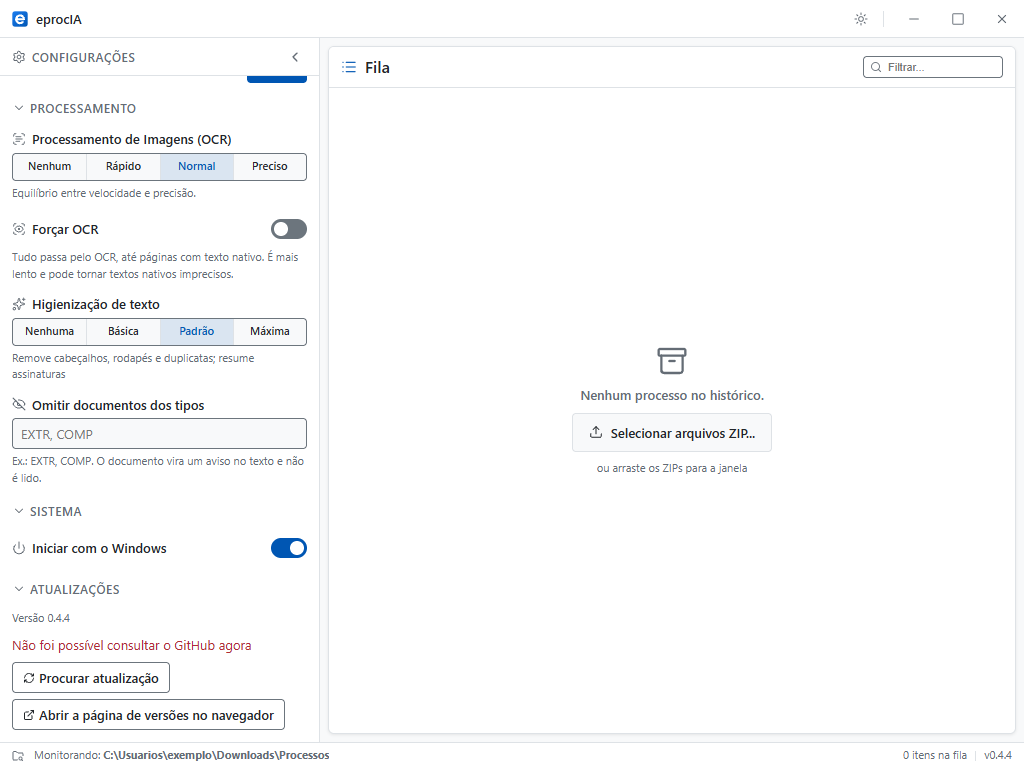 eprocIA
CONFIGURAÇÕES
PROCESSAMENTO
Processamento de Imagens (OCR)
Nenhum Rápido Normal Preciso
Equilíbrio entre velocidade e precisão.
Forçar OCR
Tudo passa pelo OCR, até páginas com texto nativo. É mais
lento e pode tornar textos nativos imprecisos.
Higienização de texto
Nenhuma Básica Padrão Máxima
Remove cabeçalhos, rodapés e duplicatas; resume
assinaturas
Omitir documentos dos tipos
EXTR, COMP
Ex.: EXTR, COMP. O documento vira um aviso no texto e não
é lido.
SISTEMA
Iniciar com o Windows
ATUALIZAÇÕES
Versão 0.4.4
Não foi possível consultar o GitHub agora
Procurar atualização
Abrir a página de versões no navegador
Fila
Filtrar...
Nenhum processo no histórico.
Selecionar arquivos ZIP...
ou arraste os ZIPs para a janela
Monitorando: C:\Usuarios\exemplo\Downloads\Processos
0 itens na fila
v0.4.4